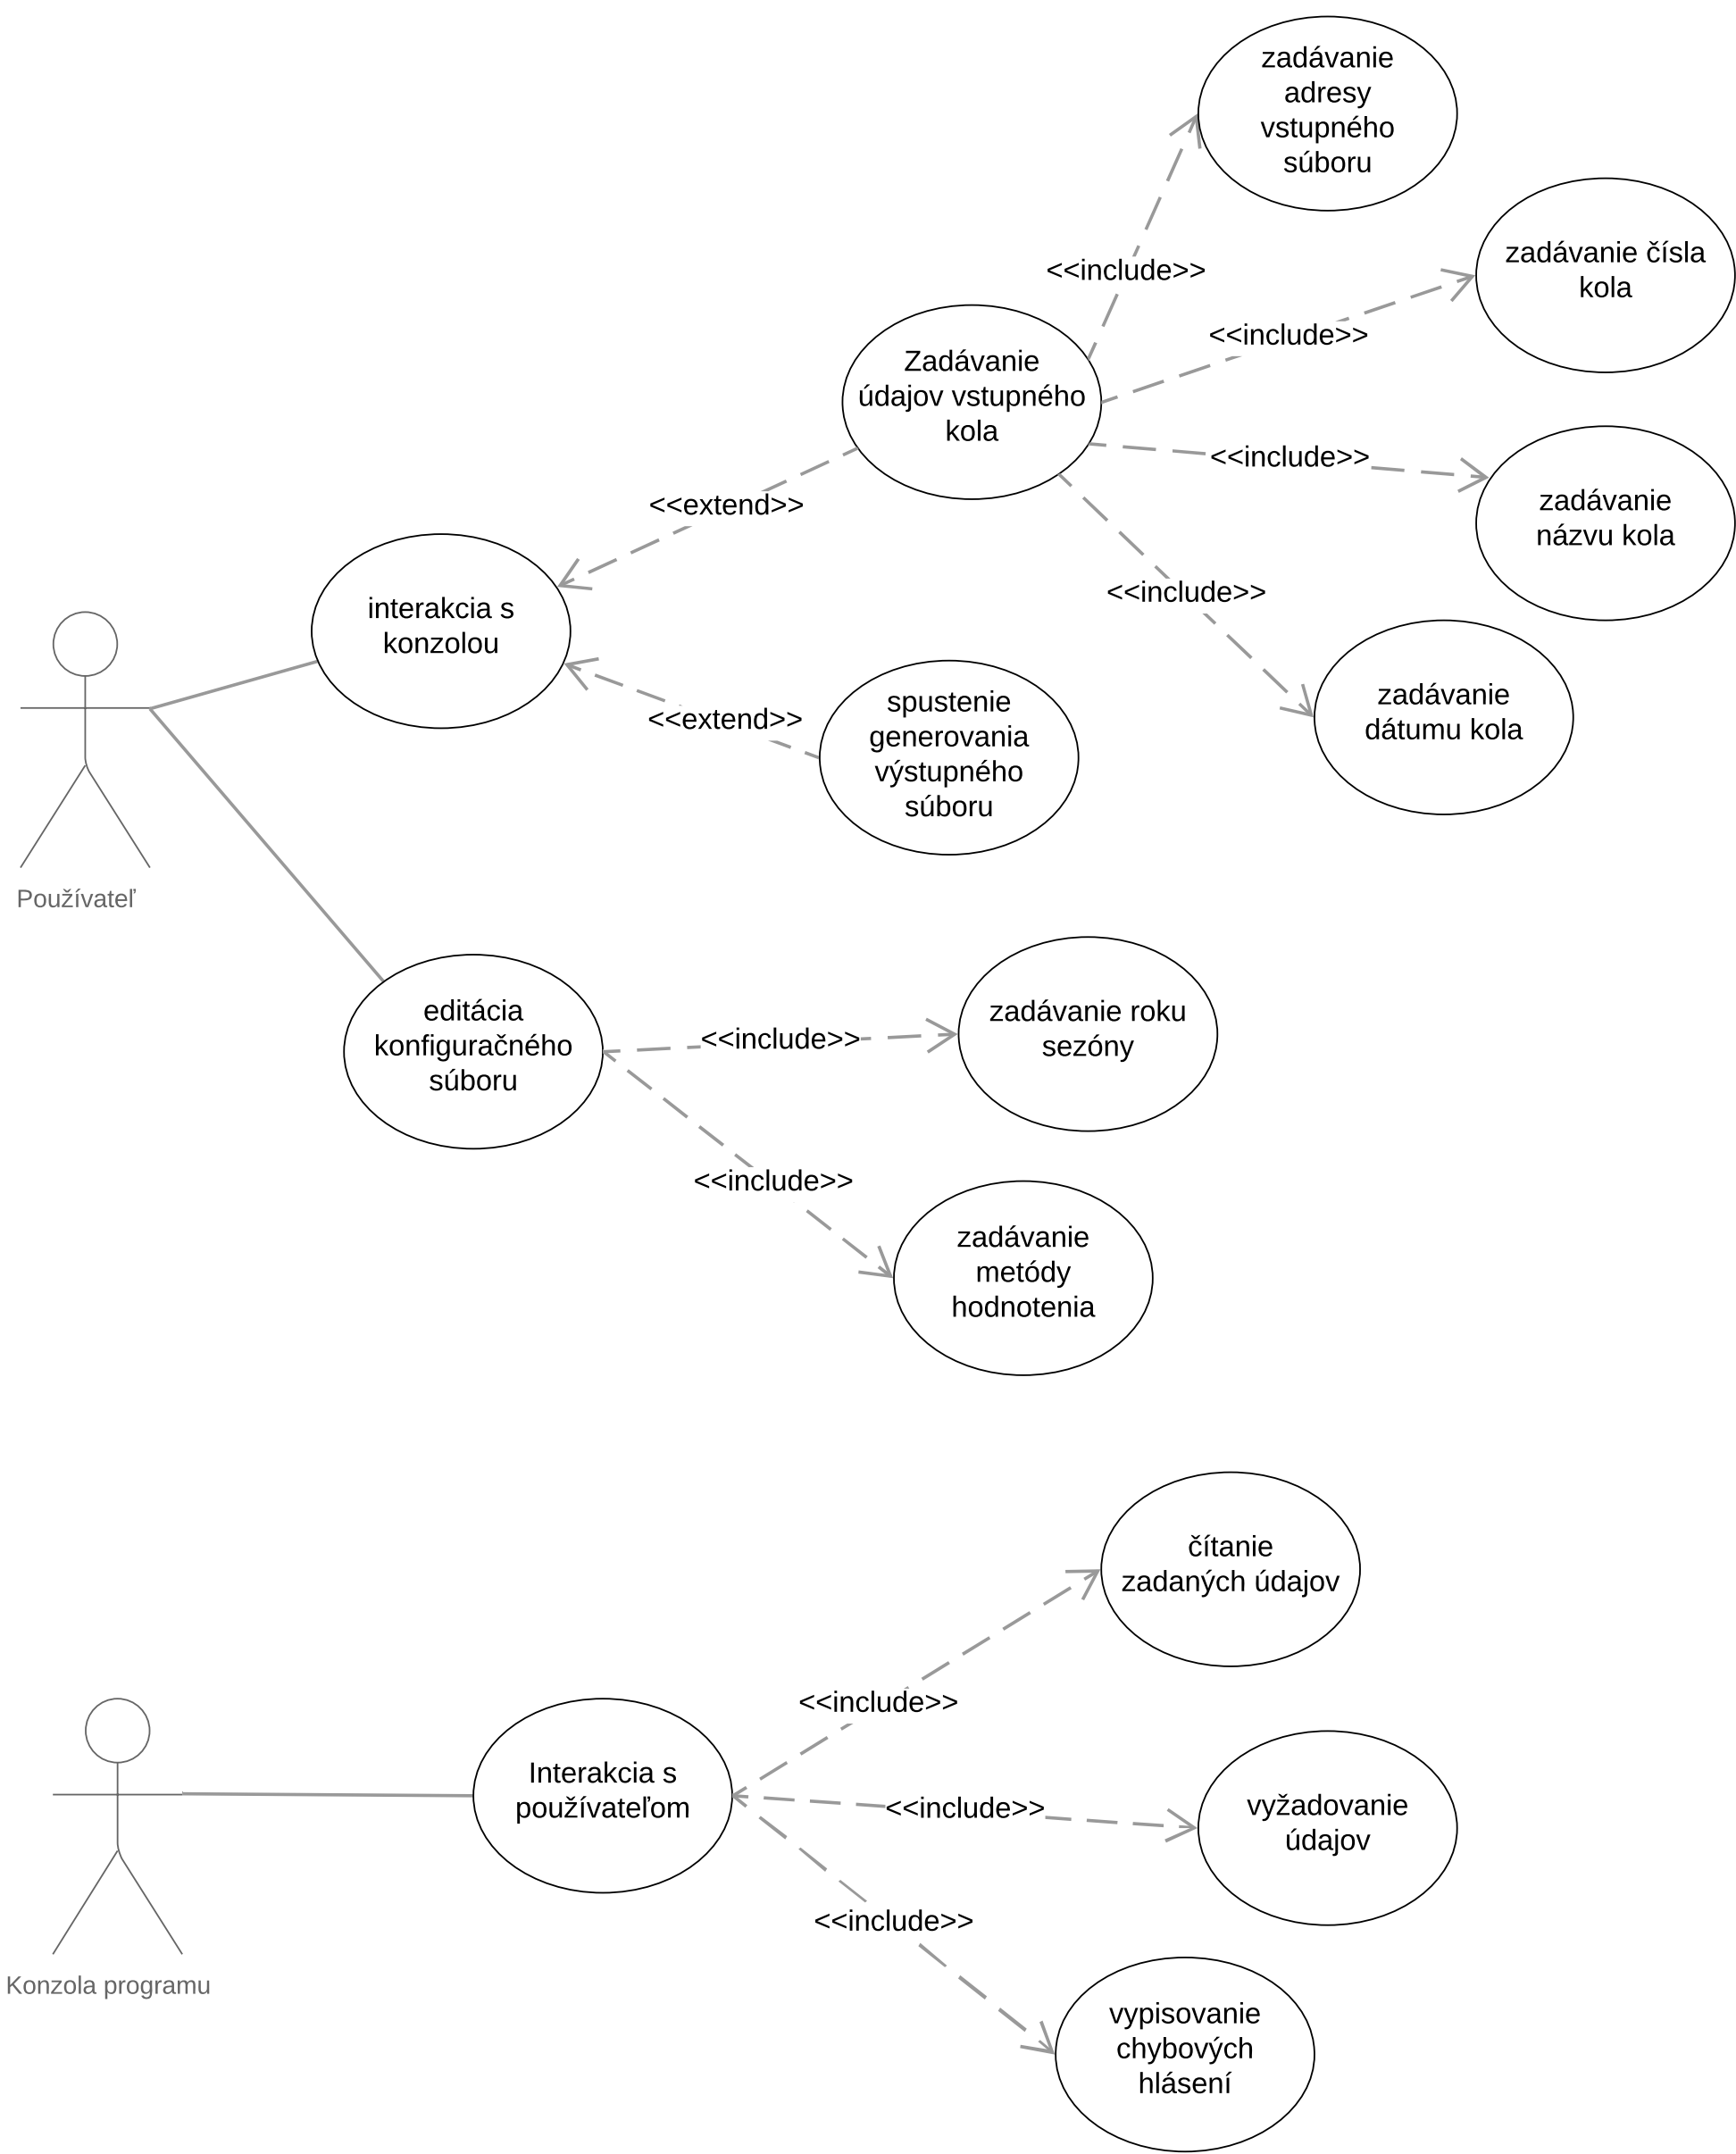 zadávanie
adresy
vstupného
súboru
zadávanie čísla
kola
<<include>>
<<include>>
Zadávanie
údajov vstupného
kola
<<include>>
zadávanie
názvu kola
<<extend>>
<<include>>
interakcia s
konzolou
zadávanie
dátumu kola
<<extend>>
spustenie
generovania
výstupného
súboru
Používateľ
editácia
konfiguračného
súboru
<<include>>
zadávanie roku
sezóny
<<include>>
zadávanie
metódy
hodnotenia
čítanie
zadaných údajov
<<include>>
Interakcia s
používateľom
<<include>>
vyžadovanie
údajov
<<include>>
Konzola programu
vypisovanie
chybových
hlásení